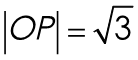 |OP| = √3